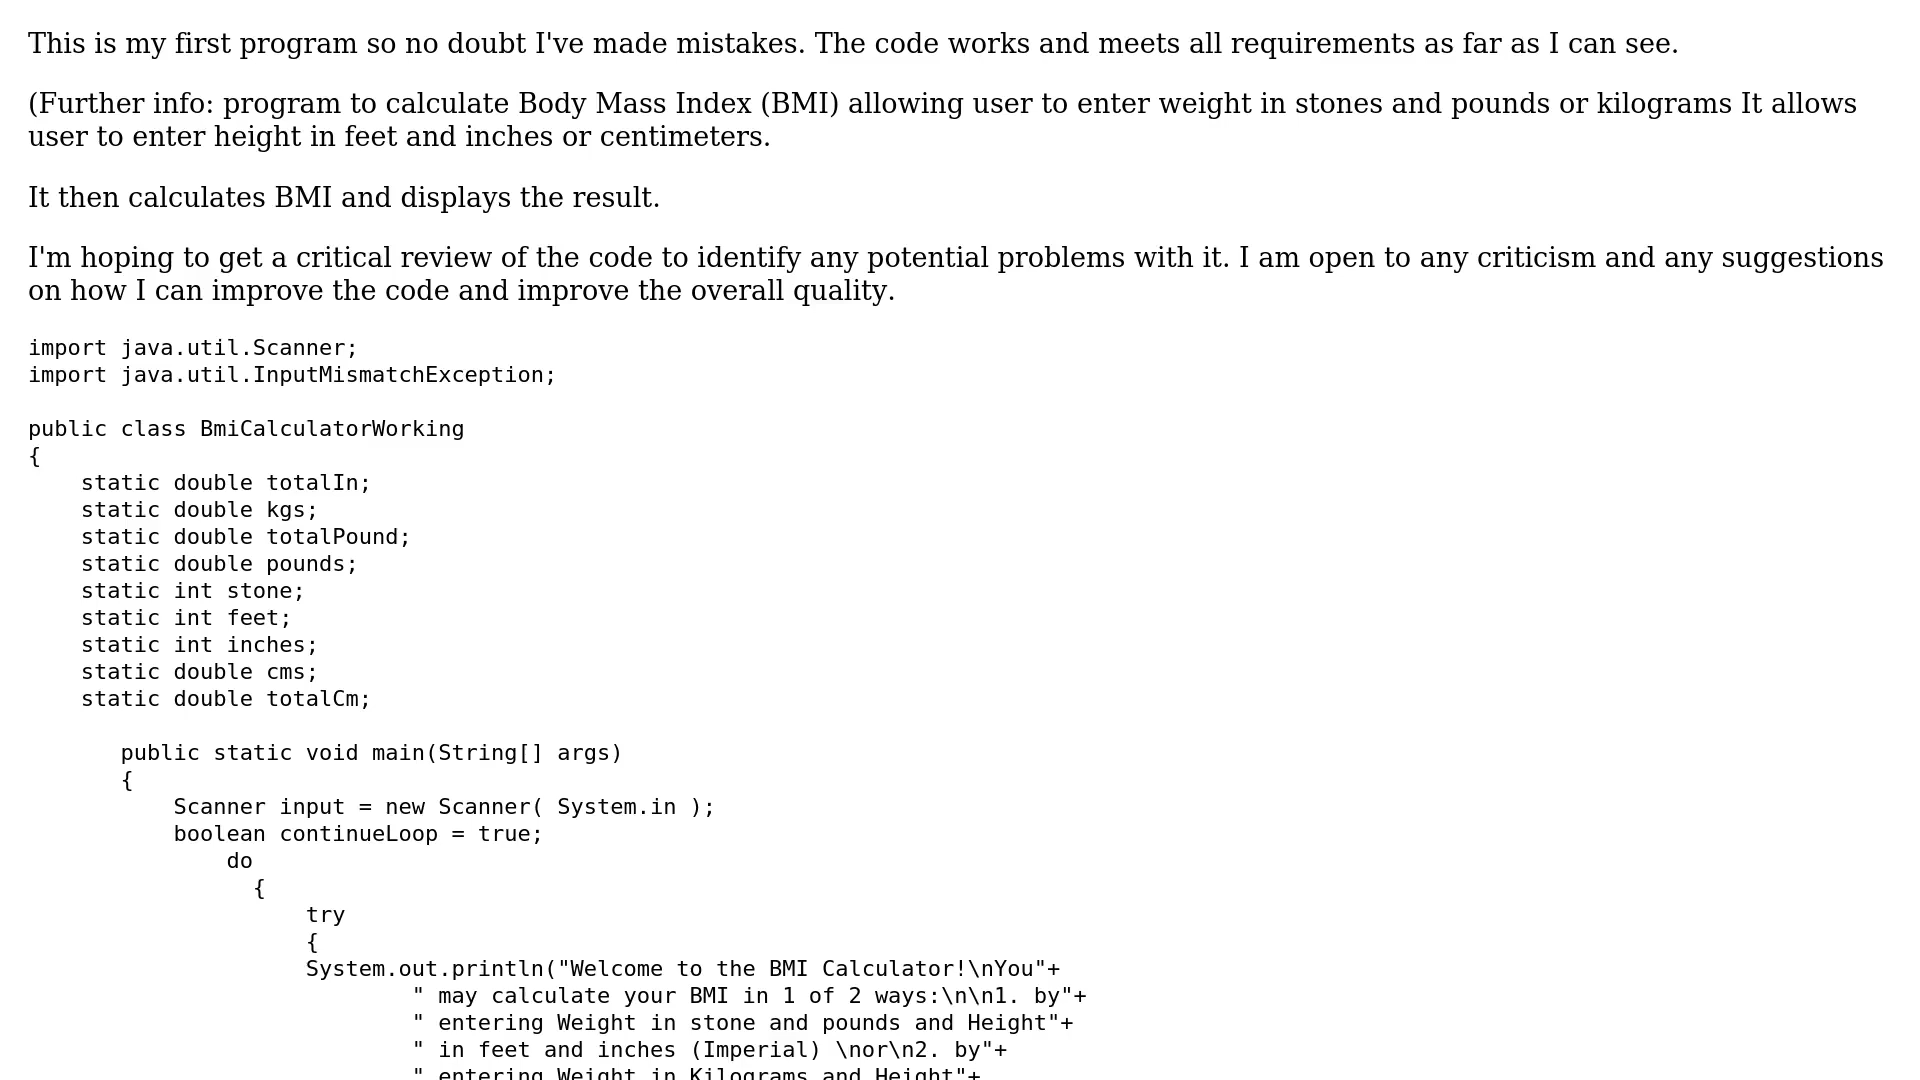 This is my first program so no doubt I've made mistakes. The code works and meets all requirements as far as I can see.
(Further info: program to calculate Body Mass Index (BMI) allowing user to enter weight in stones and pounds or kilograms It allows
user to enter height in feet and inches or centimeters.
It then calculates BMI and displays the result.
I'm hoping to get a critical review of the code to identify any potential problems with it. I am open to any criticism and any suggestions
on how I can improve the code and improve the overall quality.
import java.util.Scanner;
import java.util.InputMismatchException;
public class BmiCalculatorWorking
{
    static double totalIn;
    static double kgs;
    static double totalPound;
    static double pounds;
    static int stone;
    static int feet;
    static int inches;
    static double cms;
    static double totalCm;
       public static void main(String[] args)
       {
           Scanner input = new Scanner( System.in );
           boolean continueLoop = true;
               do
                 {
                     try
                     {
                     System.out.println("Welcome to the BMI Calculator!\nYou"+
                             " may calculate your BMI in 1 of 2 ways:\n\n1. by"+
                             " entering Weight in stone and pounds and Height"+
                             " in feet and inches (Imperial) \nor\n2. by"+
                             " entering Weight in Kilograms and Height"+